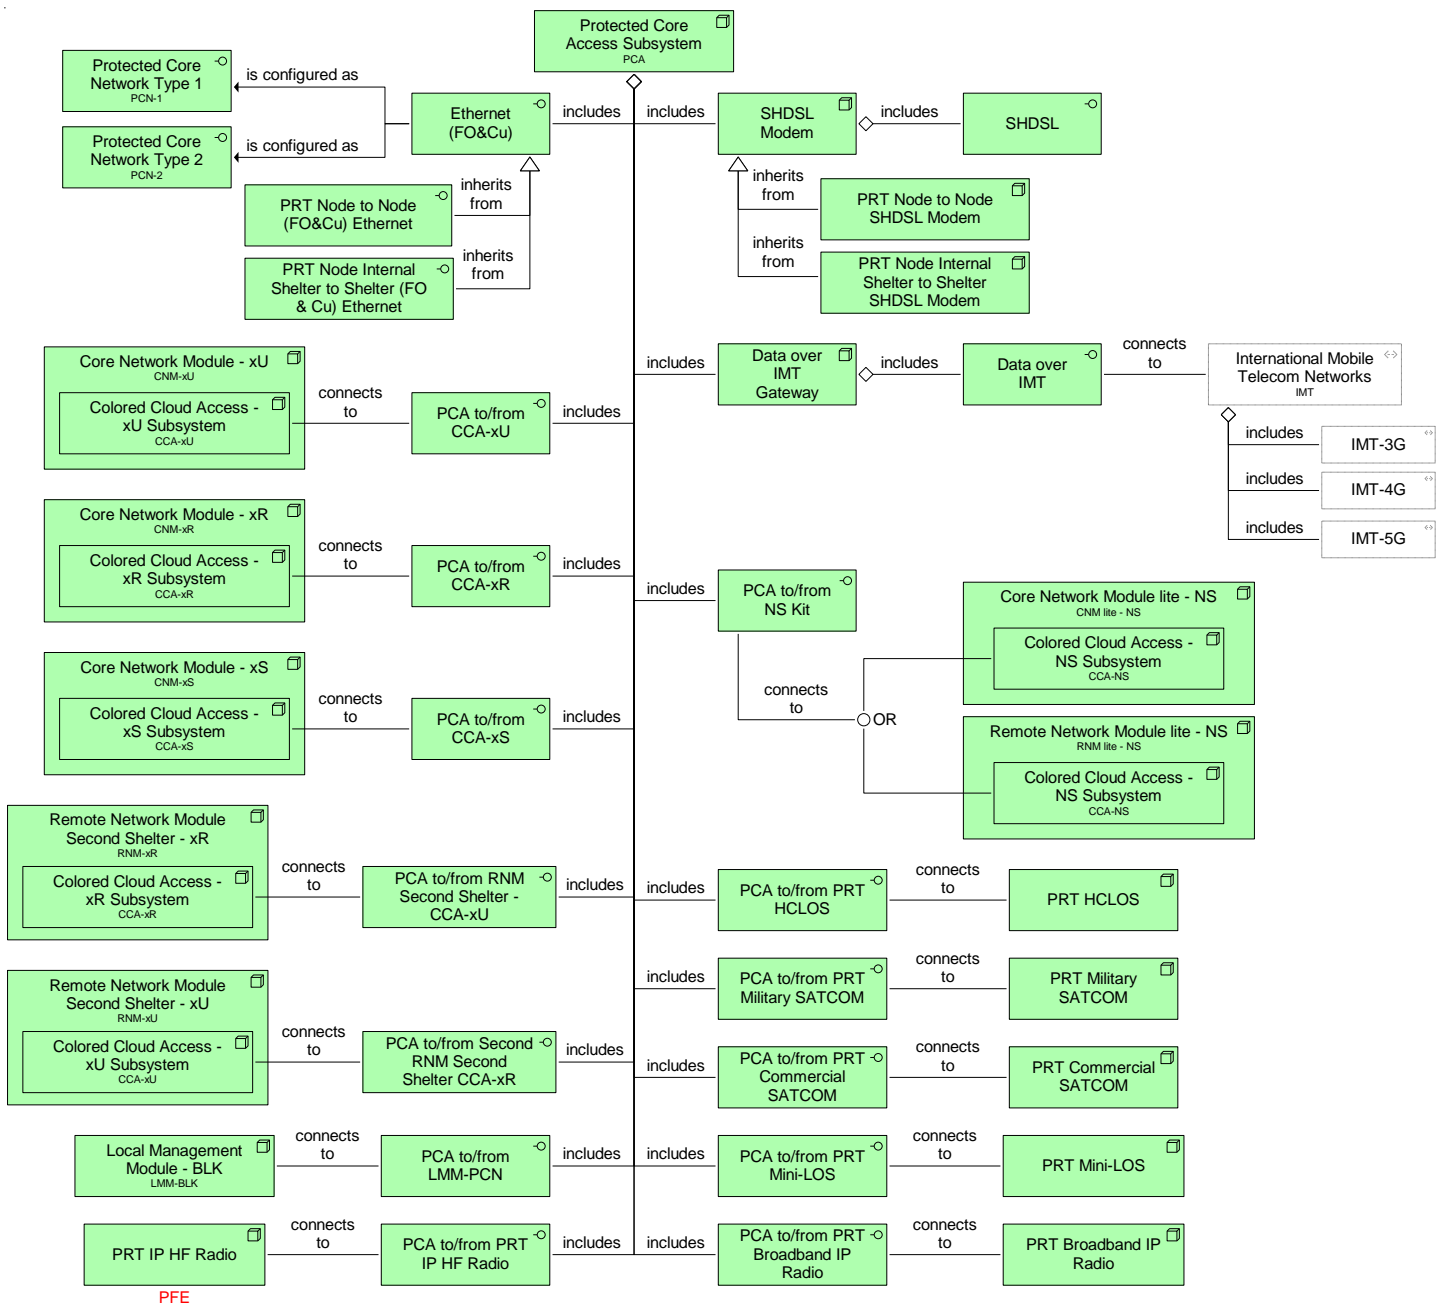 Protected Core
Access Subsystem
PCA
Protected Core
Network Type 1
PCN-1
is configured as
Protected Core
Network Type 2
PCN-2
is configured as
Ethernet
(FO&Cu)
includes
includes
SHDSL
Modem
includes
SHDSL
PRT Node to Node
(FO&Cu) Ethernet
inherits
from
PRT Node Internal
Shelter to Shelter (FO
& Cu) Ethernet
inherits
from
inherits
from
PRT Node to Node
SHDSL Modem
inherits
from
PRT Node Internal
Shelter to Shelter
SHDSL Modem
Core Network Module - xU
CNM-xU
Colored Cloud Access -
xU Subsystem
CCA-xU
connects
to
PCA to/from
CCA-xU
includes
includes
Data over
IMT
Gateway
includes
Data over
IMT
connects
to
International Mobile
Telecom Networks
IMT
includes
IMT-3G
includes
IMT-4G
includes
IMT-5G
Core Network Module - xR
CNM-xR
Colored Cloud Access -
xR Subsystem
CCA-xR
connects
to
PCA to/from
CCA-xR
includes
includes
PCA to/from
NS Kit
connects
to
OR
Core Network Module lite - NS
CNM lite - NS
Colored Cloud Access -
NS Subsystem
CCA-NS
Remote Network Module lite - NS
RNM lite - NS
Colored Cloud Access -
NS Subsystem
CCA-NS
Core Network Module - xS
CNM-xS
Colored Cloud Access -
xS Subsystem
CCA-xS
connects
to
PCA to/from
CCA-xS
includes
Remote Network Module
Second Shelter - xR
RNM-xR
Colored Cloud Access -
xR Subsystem
CCA-xR
connects
to
PCA to/from RNM
Second Shelter -
CCA-xU
includes
includes
PCA to/from PRT
HCLOS
connects
to
PRT HCLOS
Remote Network Module
Second Shelter - xU
RNM-xU
Colored Cloud Access -
xU Subsystem
CCA-xU
connects
to
PCA to/from Second
RNM Second
Shelter CCA-xR
includes
includes
PCA to/from PRT
Military SATCOM
connects
to
PRT Military
SATCOM
includes
PCA to/from PRT
Commercial
SATCOM
connects
to
PRT Commercial
SATCOM
Local Management
Module - BLK
LMM-BLK
connects
to
PCA to/from
LMM-PCN
includes
includes
PCA to/from PRT
Mini-LOS
connects
to
PRT Mini-LOS
PRT IP HF Radio
connects
to
PCA to/from PRT
IP HF Radio
includes
includes
PCA to/from PRT
Broadband IP
Radio
connects
to
PRT Broadband IP
Radio
PFE